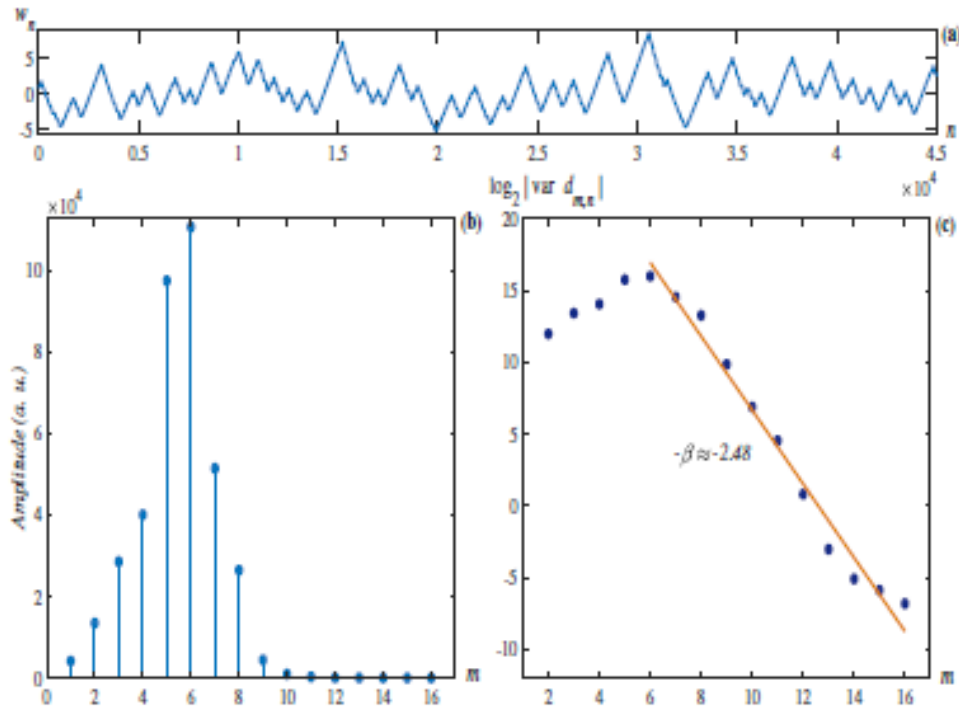 w_n
(a)
5
0
-5
n
0 0.5 1 1.5 2 2.5 3 3.5 4 4.5
×10^4
×10^4
(b)
10
8
6
4
2
0
Amplitude (a. u.)
0 2 4 6 8 10 12 14 16
m
log_2 |var d_{m,n}|
(c)
20
15
10
5
0
-5
-10
-β≈-2.48
2 4 6 8 10 12 14 16
m